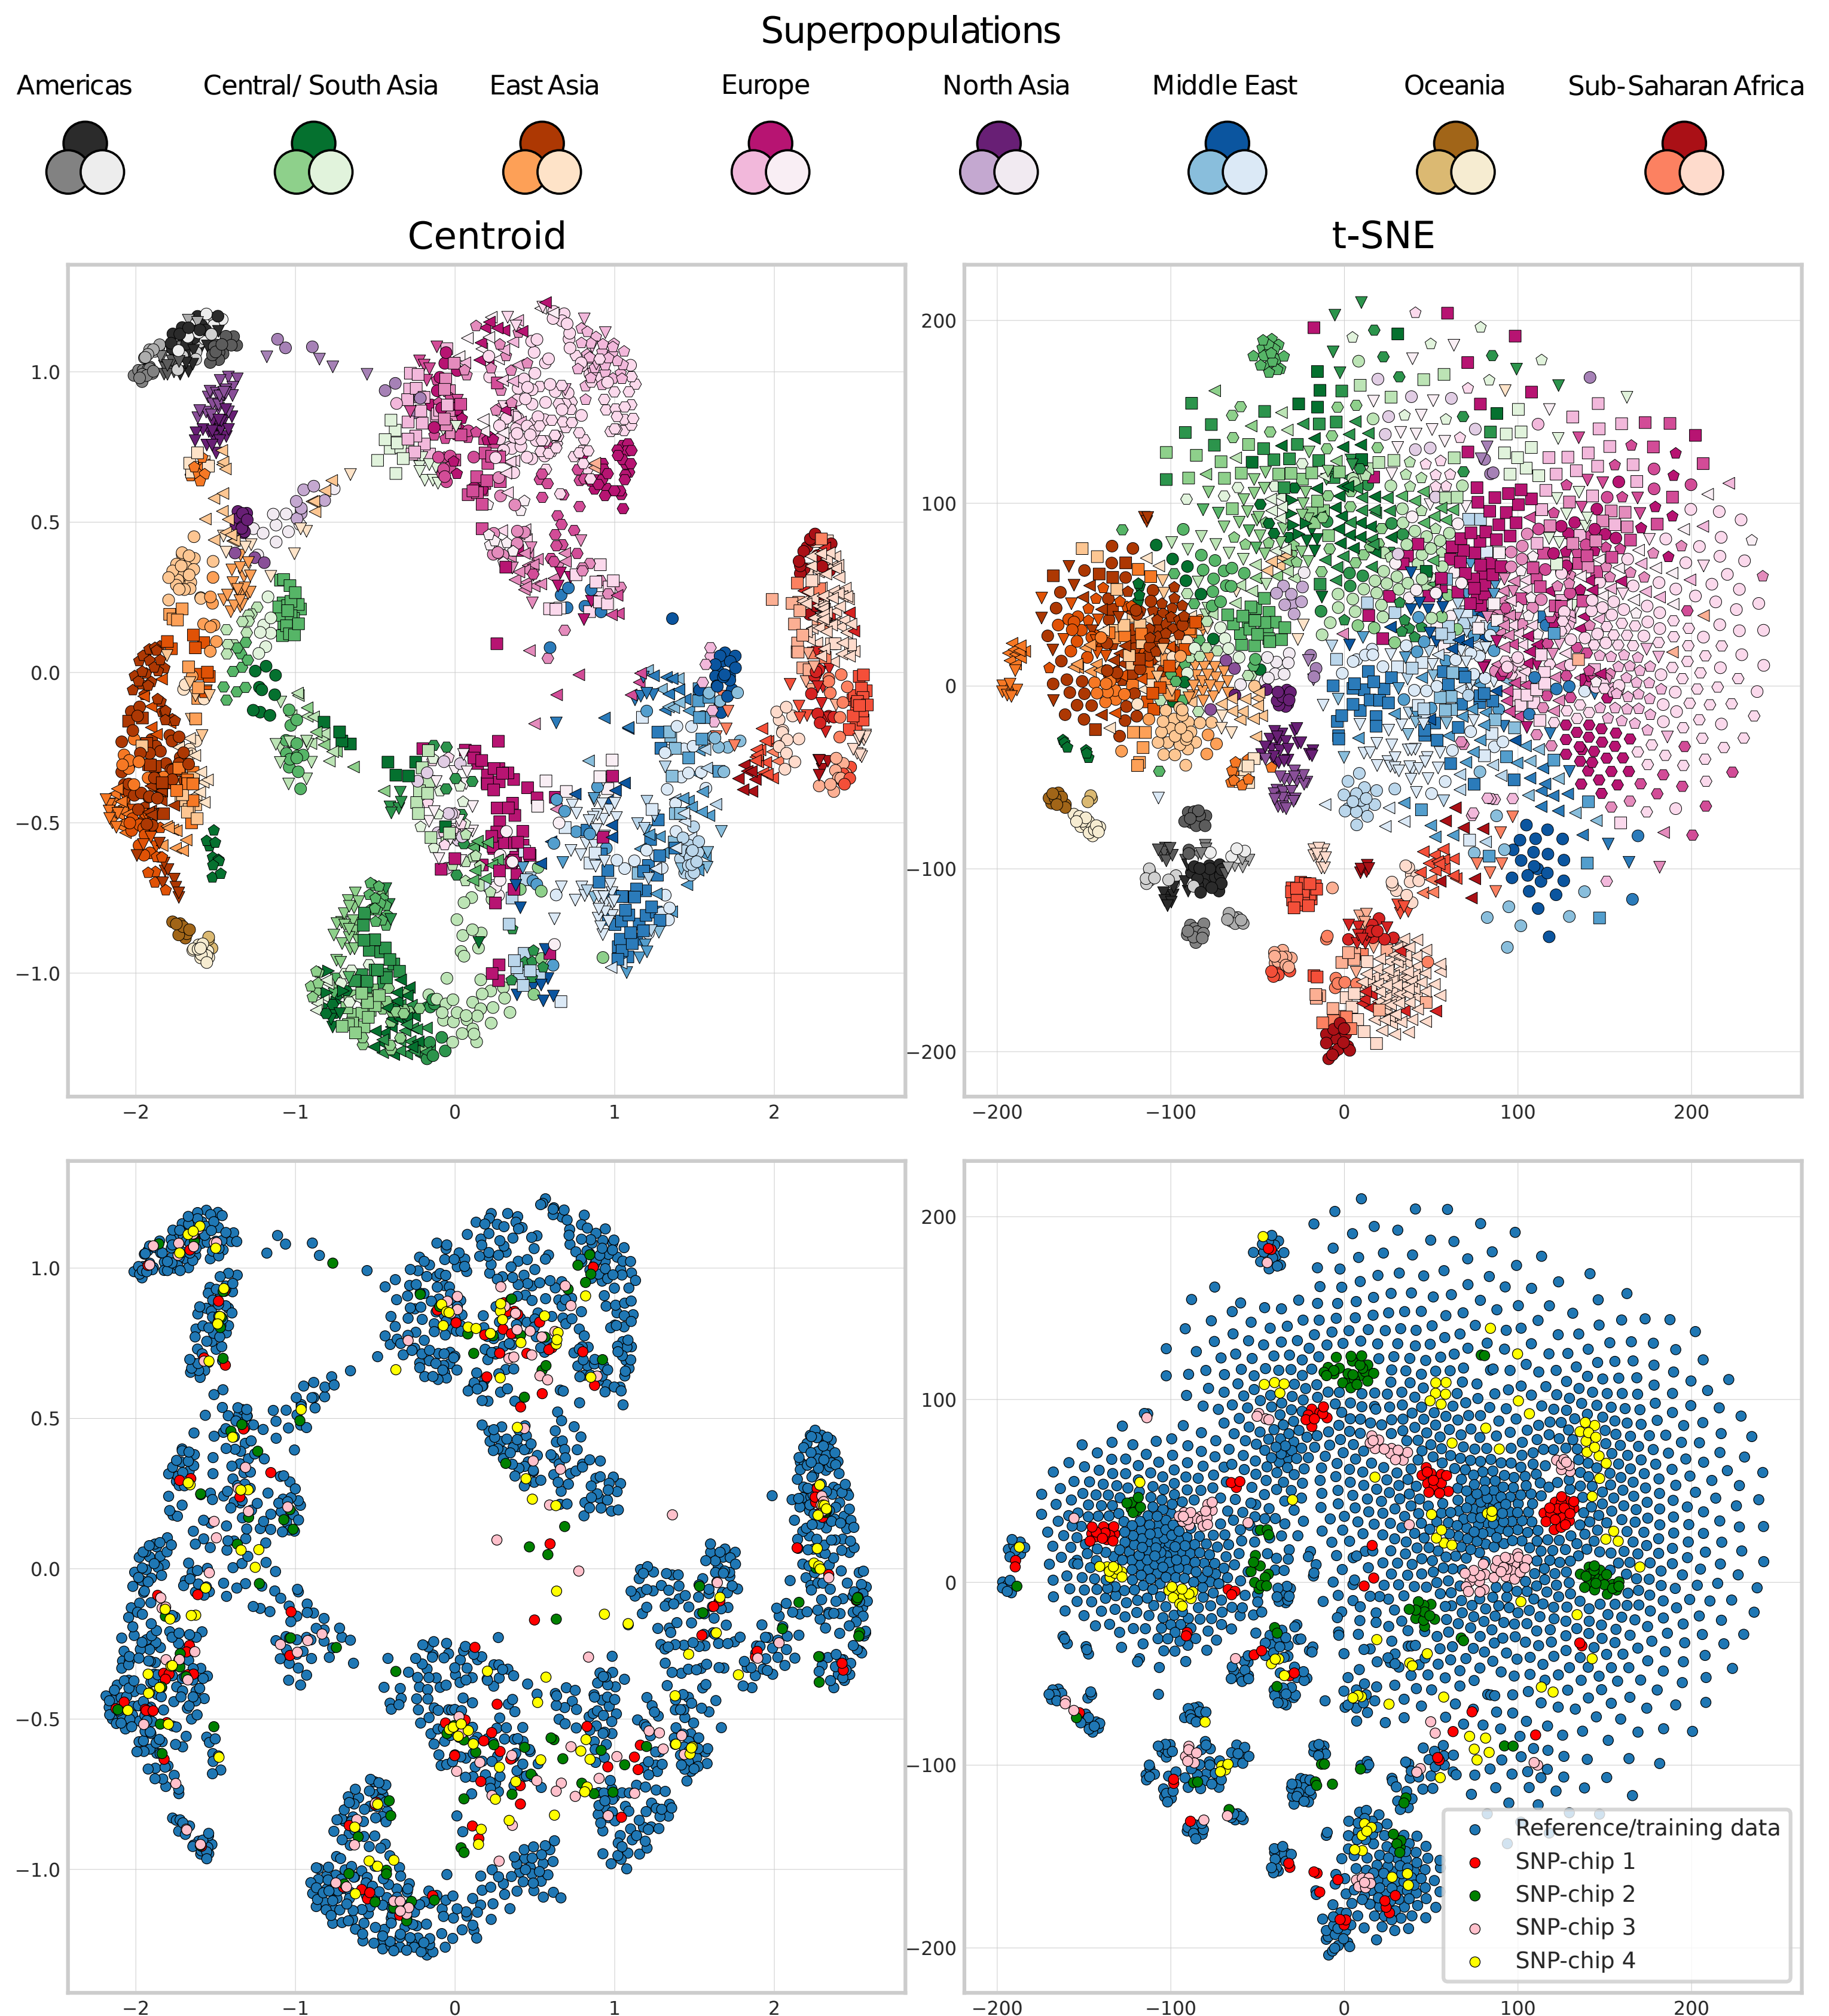 Superpopulations
Americas Central/ South Asia East Asia Europe North Asia Middle East Oceania Sub-Saharan Africa
Centroid t-SNE
1.0
0.5
0.0
−0.5
−1.0
−2 −1 0 1 2
200
100
0
−100
−200
−200 −100 0 100 200
1.0
0.5
0.0
−0.5
−1.0
−2 −1 0 1 2
200
100
0
−100
−200
Reference/training data
SNP-chip 1
SNP-chip 2
SNP-chip 3
SNP-chip 4
−200 −100 0 100 200